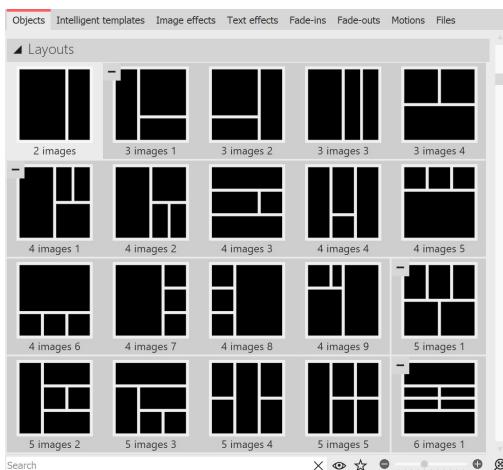 Objects Intelligent templates Image effects Text effects Fade-ins Fade-outs Motions Files
Layouts
2 images 3 images 1 3 images 2 3 images 3 3 images 4
4 images 1 4 images 2 4 images 3 4 images 4 4 images 5
4 images 6 4 images 7 4 images 8 4 images 9 5 images 1
5 images 2 5 images 3 5 images 4 5 images 5 6 images 1
Search